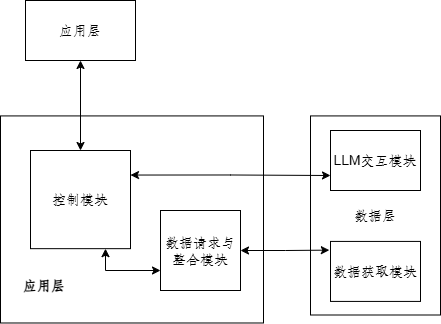 应用层
控制模块
LLM交互模块
数据请求与
整合模块
数据层
数据获取模块
应用层